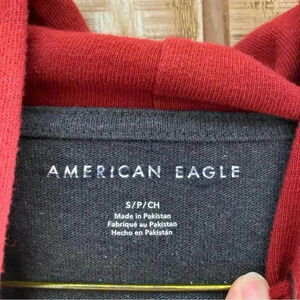 AMERICAN EAGLE
S/P/CH
Made in Pakistan
Fabriqué au Pakistan
Hecho en Pakistán